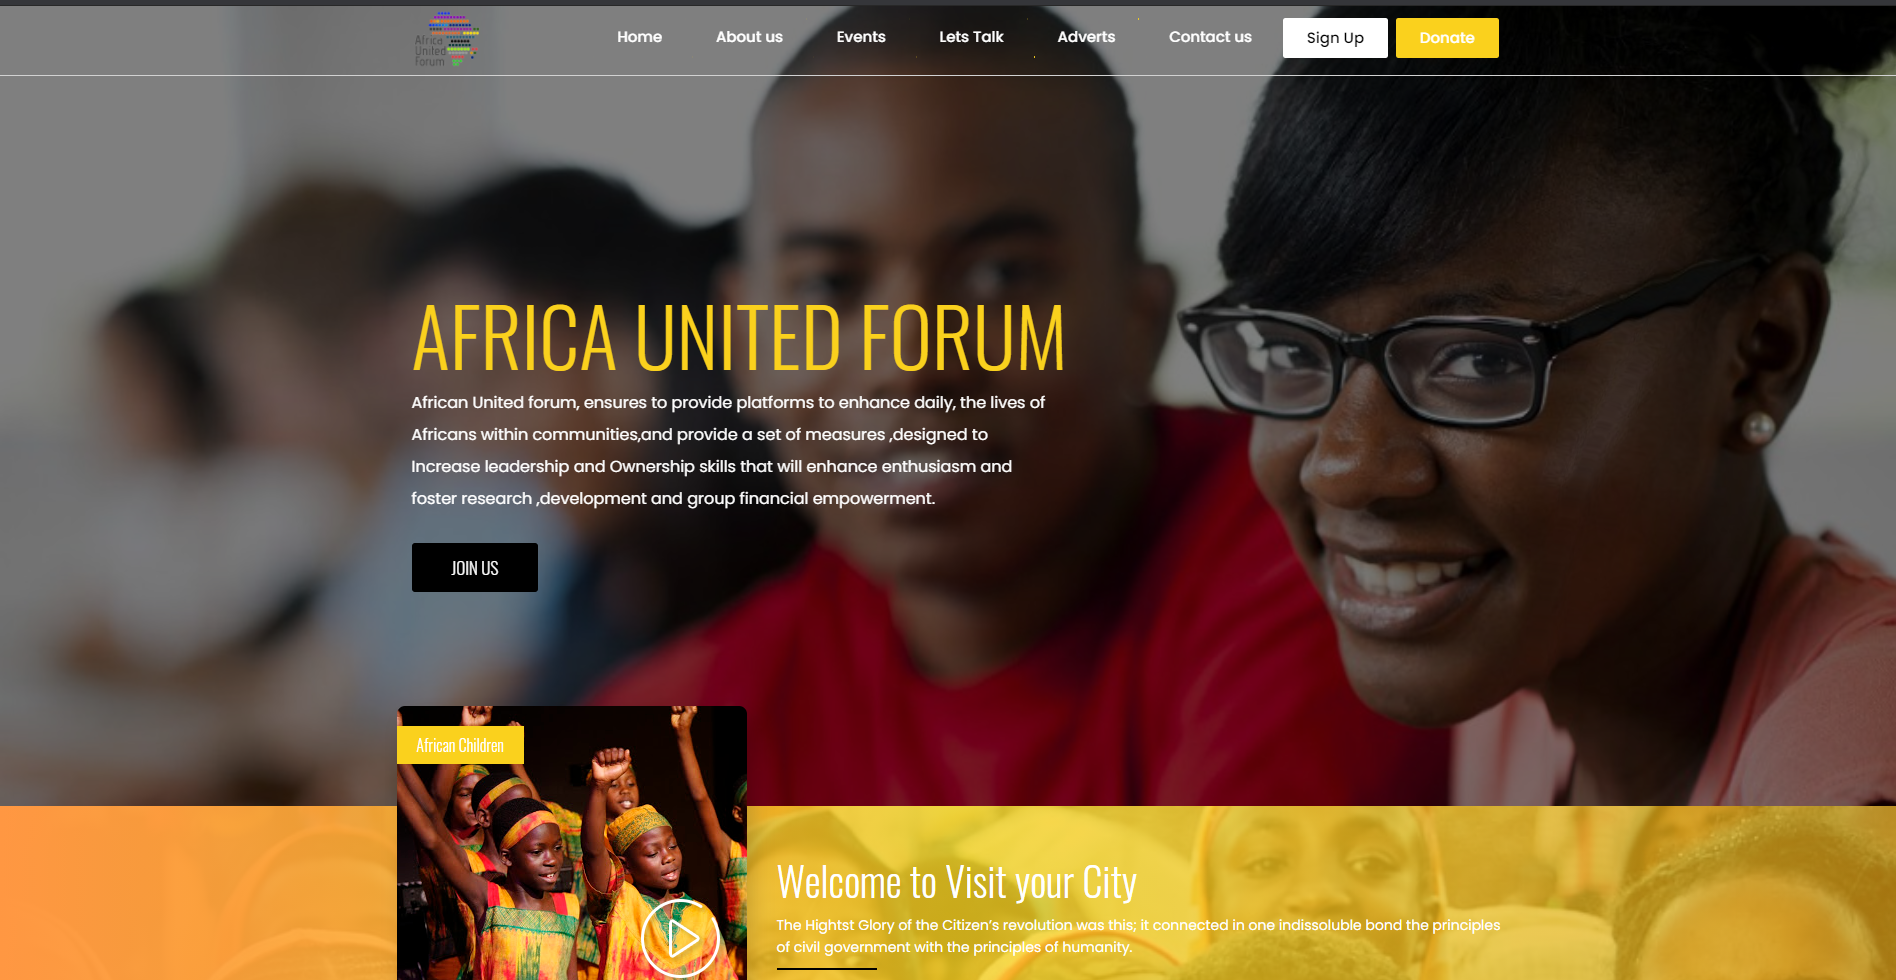 Africa
United
Forum
Home About us Events Lets Talk Adverts Contact us Sign Up Donate
AFRICA UNITED FORUM
African United forum, ensures to provide platforms to enhance daily, the lives of
Africans within communities,and provide a set of measures ,designed to
Increase leadership and Ownership skills that will enhance enthusiasm and
foster research ,development and group financial empowerment.
JOIN US
African Children
Welcome to Visit your City
The Hightst Glory of the Citizen’s revolution was this; it connected in one indissoluble bond the principles
of civil government with the principles of humanity.